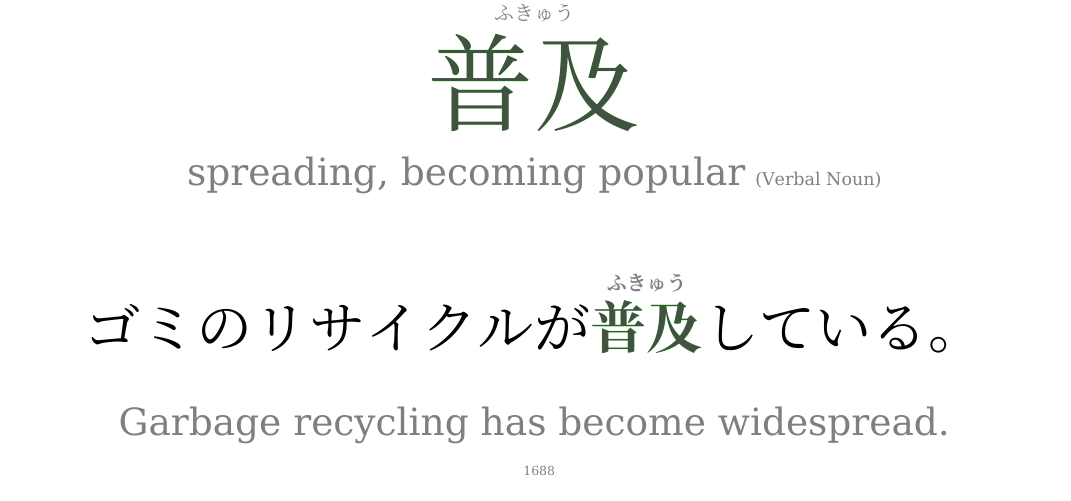 ふきゅう
普及
spreading, becoming popular (Verbal Noun)
ふきゅう
ゴミのリサイクルが普及している。
Garbage recycling has become widespread.
1688